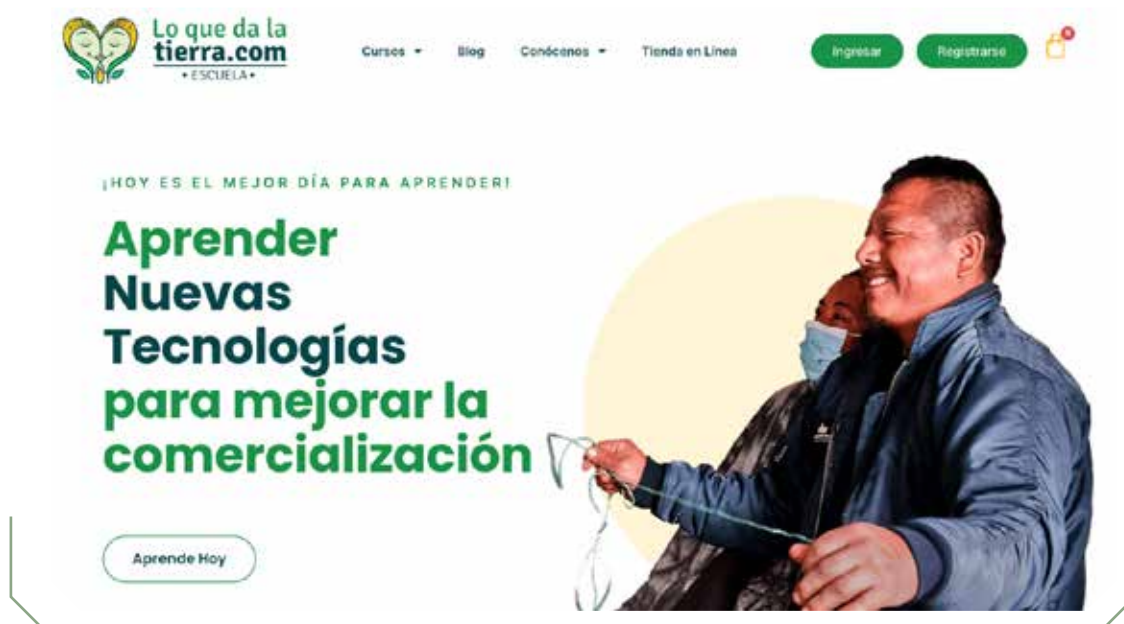 Lo que da la
tierra.com
• ESCUELA •
Cursos
Blog
Conócenos
Tienda en Línea
Ingresar
Registrarse
0
¡HOY ES EL MEJOR DÍA PARA APRENDER!
Aprender
Nuevas
Tecnologías
para mejorar la
comercialización
Aprende Hoy